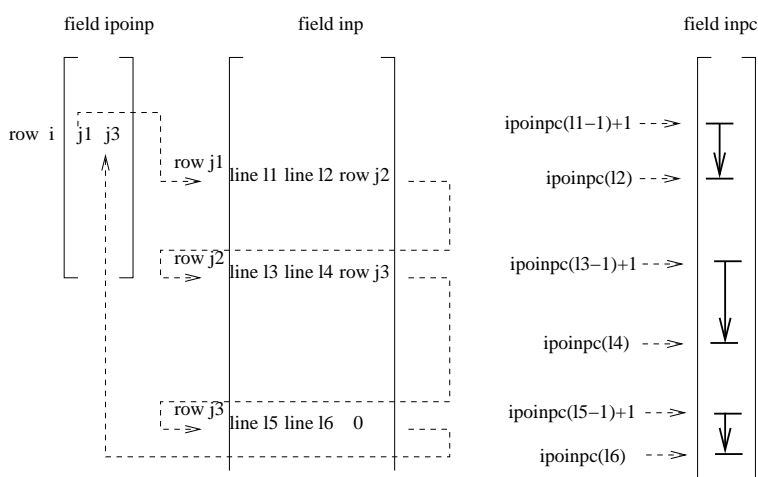 field ipoinp
field inp
field inpc
row i
j1 j3
row j1
line l1 line l2 row j2
row j2
line l3 line l4 row j3
row j3
line l5 line l6 0
ipoinpc(l1−1)+1
ipoinpc(l2)
ipoinpc(l3−1)+1
ipoinpc(l4)
ipoinpc(l5−1)+1
ipoinpc(l6)